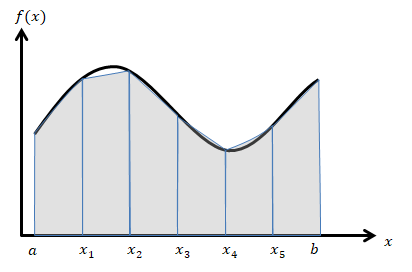 f(x)
x
a x₁ x₂ x₃ x₄ x₅ b